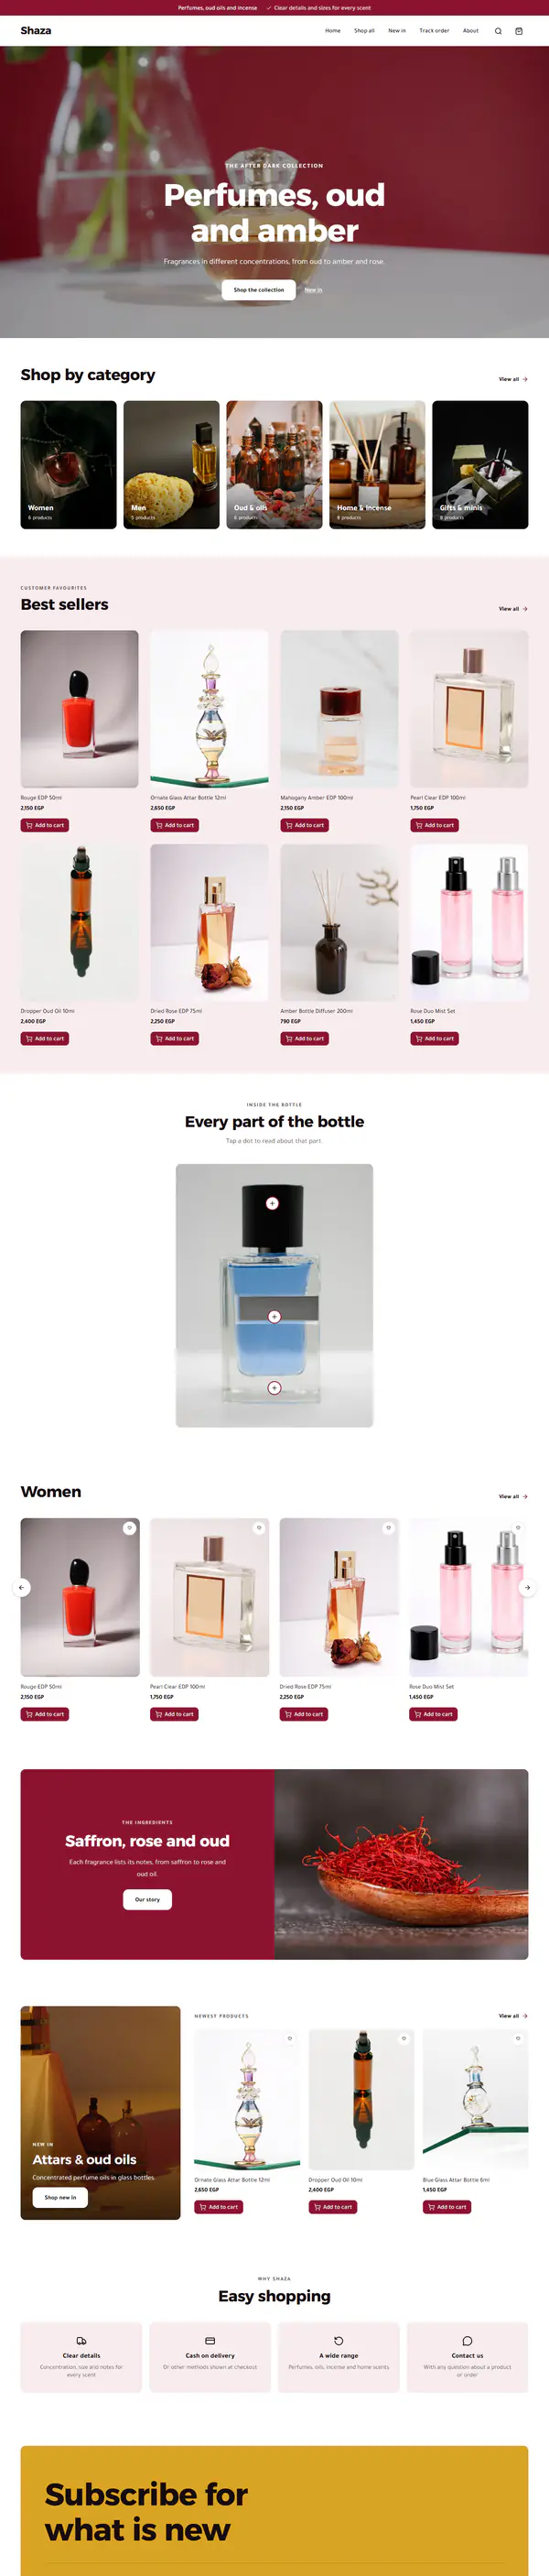 Perfumes, oud oils and incense
Clear details and sizes for every scent
Shaza
Home
Shop all
New in
Track order
About
THE AFTER DARK COLLECTION
Perfumes, oud
and amber
Fragrances in different concentrations, from oud to amber and rose.
Shop the collection
New in
Shop by category
View all
Women
6 products
Men
5 products
Oud & oils
6 products
Home & incense
8 products
Gifts & minis
6 products
CUSTOMER FAVOURITES
Best sellers
View all
Rouge EDP 50ml
2,150 EGP
Add to cart
Ornate Glass Attar Bottle 12ml
2,650 EGP
Add to cart
Mahogany Amber EDP 100ml
2,150 EGP
Add to cart
Pearl Clear EDP 100ml
1,750 EGP
Add to cart
Dropper Oud Oil 10ml
2,400 EGP
Add to cart
Dried Rose EDP 75ml
2,250 EGP
Add to cart
Amber Bottle Diffuser 200ml
790 EGP
Add to cart
Rose Duo Mist Set
1,450 EGP
Add to cart
INSIDE THE BOTTLE
Every part of the bottle
Tap a dot to read about that part.
Women
View all
Rouge EDP 50ml
2,150 EGP
Add to cart
Pearl Clear EDP 100ml
1,750 EGP
Add to cart
Dried Rose EDP 75ml
2,250 EGP
Add to cart
Rose Duo Mist Set
1,450 EGP
Add to cart
THE INGREDIENTS
Saffron, rose and oud
Each fragrance lists its notes, from saffron to rose and
oud oil.
Our story
NEW IN
Attars & oud oils
Concentrated perfume oils in glass bottles.
Shop new in
NEWEST PRODUCTS
View all
Ornate Glass Attar Bottle 12ml
2,650 EGP
Add to cart
Dropper Oud Oil 10ml
2,400 EGP
Add to cart
Blue Glass Attar Bottle 6ml
1,450 EGP
Add to cart
WHY SHAZA
Easy shopping
Clear details
Concentration, size and notes for
every scent
Cash on delivery
Or other methods shown at checkout
A wide range
Perfumes, oils, incense and home scents
Contact us
With any question about a product
or order
Subscribe for
what is new